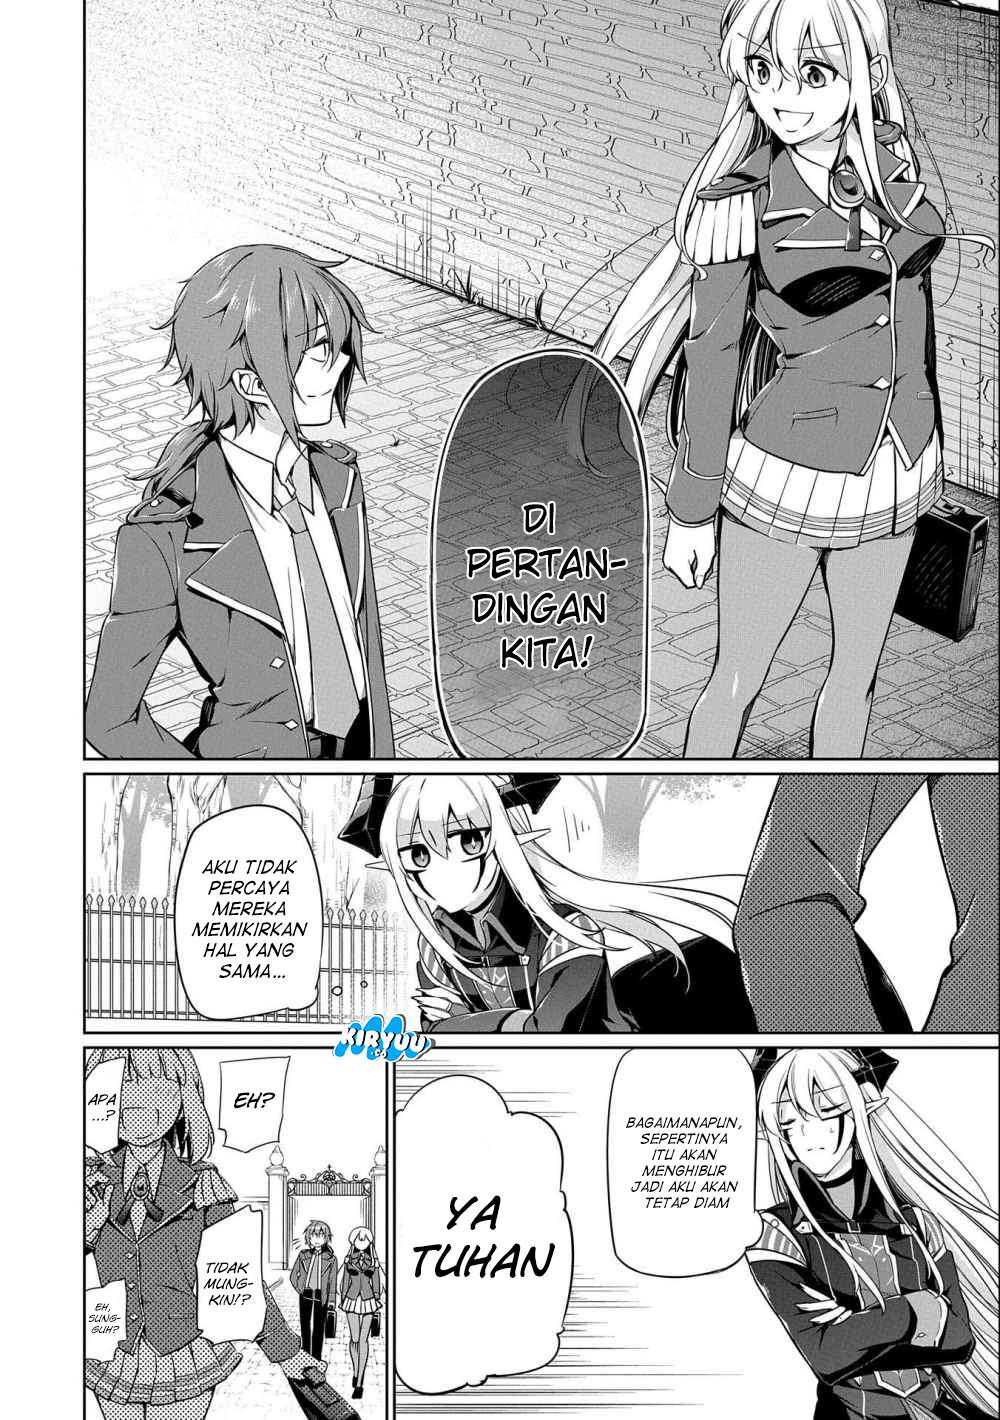 DI
PERTAN-
DINGAN
KITA!
AKU TIDAK
PERCAYA
MEREKA
MEMIKIRKAN
HAL YANG
SAMA...
KIRYUU
.CO
BAGAIMANAPUN,
SEPERTINYA
ITU AKAN
MENGHIBUR
JADI AKU AKAN
TETAP DIAM
YA
TUHAN
EH?
APA
...?
TIDAK
MUNG-
KIN!?
EH,
SUNG-
GUH?